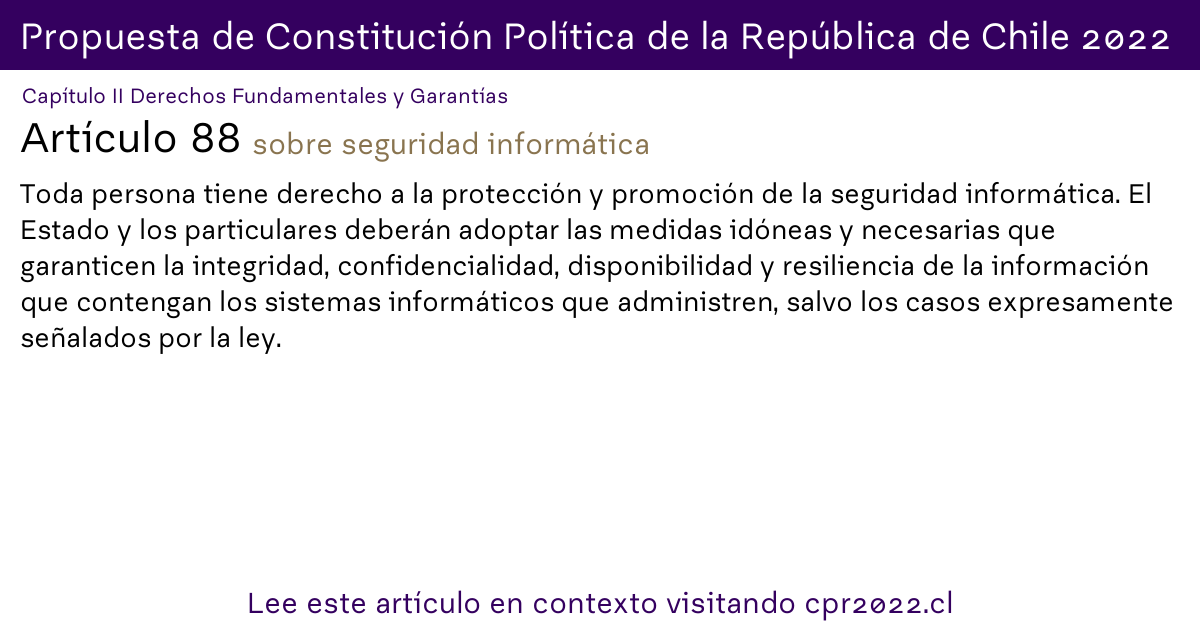 Propuesta de Constitución Política de la República de Chile 2022
Capítulo II Derechos Fundamentales y Garantías
Artículo 88 sobre seguridad informática
Toda persona tiene derecho a la protección y promoción de la seguridad informática. El
Estado y los particulares deberán adoptar las medidas idóneas y necesarias que
garanticen la integridad, confidencialidad, disponibilidad y resiliencia de la información
que contengan los sistemas informáticos que administren, salvo los casos expresamente
señalados por la ley.
Lee este artículo en contexto visitando cpr2022.cl